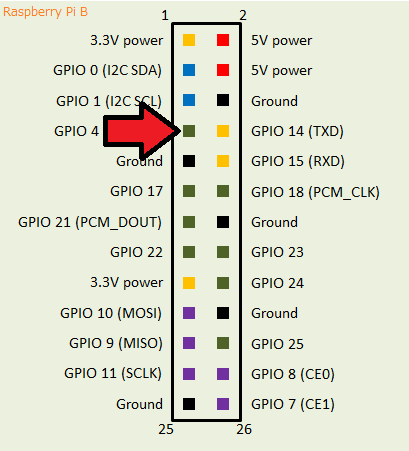 Raspberry Pi B
1 2
3.3V power 5V power
GPIO 0 (I2C SDA) 5V power
GPIO 1 (I2C SCL) Ground
GPIO 4 GPIO 14 (TXD)
Ground GPIO 15 (RXD)
GPIO 17 GPIO 18 (PCM_CLK)
GPIO 21 (PCM_DOUT) Ground
GPIO 22 GPIO 23
3.3V power GPIO 24
GPIO 10 (MOSI) Ground
GPIO 9 (MISO) GPIO 25
GPIO 11 (SCLK) GPIO 8 (CE0)
Ground GPIO 7 (CE1)
25 26